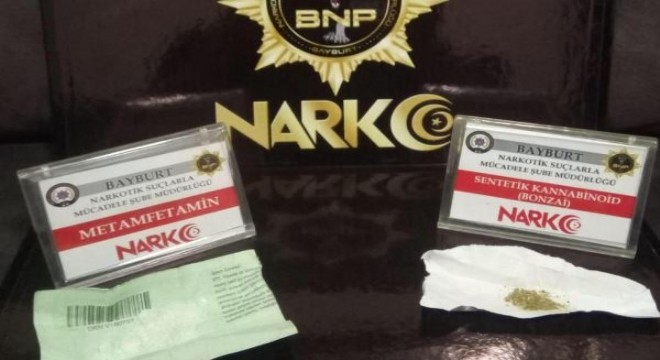 BNP
BAYBURT
NARKO
BAYBURT
NARKOTİK SUÇLARLA
MÜCADELE ŞUBE MÜDÜRLÜĞÜ
METAMFETAMİN
NARKO
BAYBURT
NARKOTİK SUÇLARLA
MÜCADELE ŞUBE MÜDÜRLÜĞÜ
SENTETİK KANNABİNOİD
(BONZAİ)
NARKO